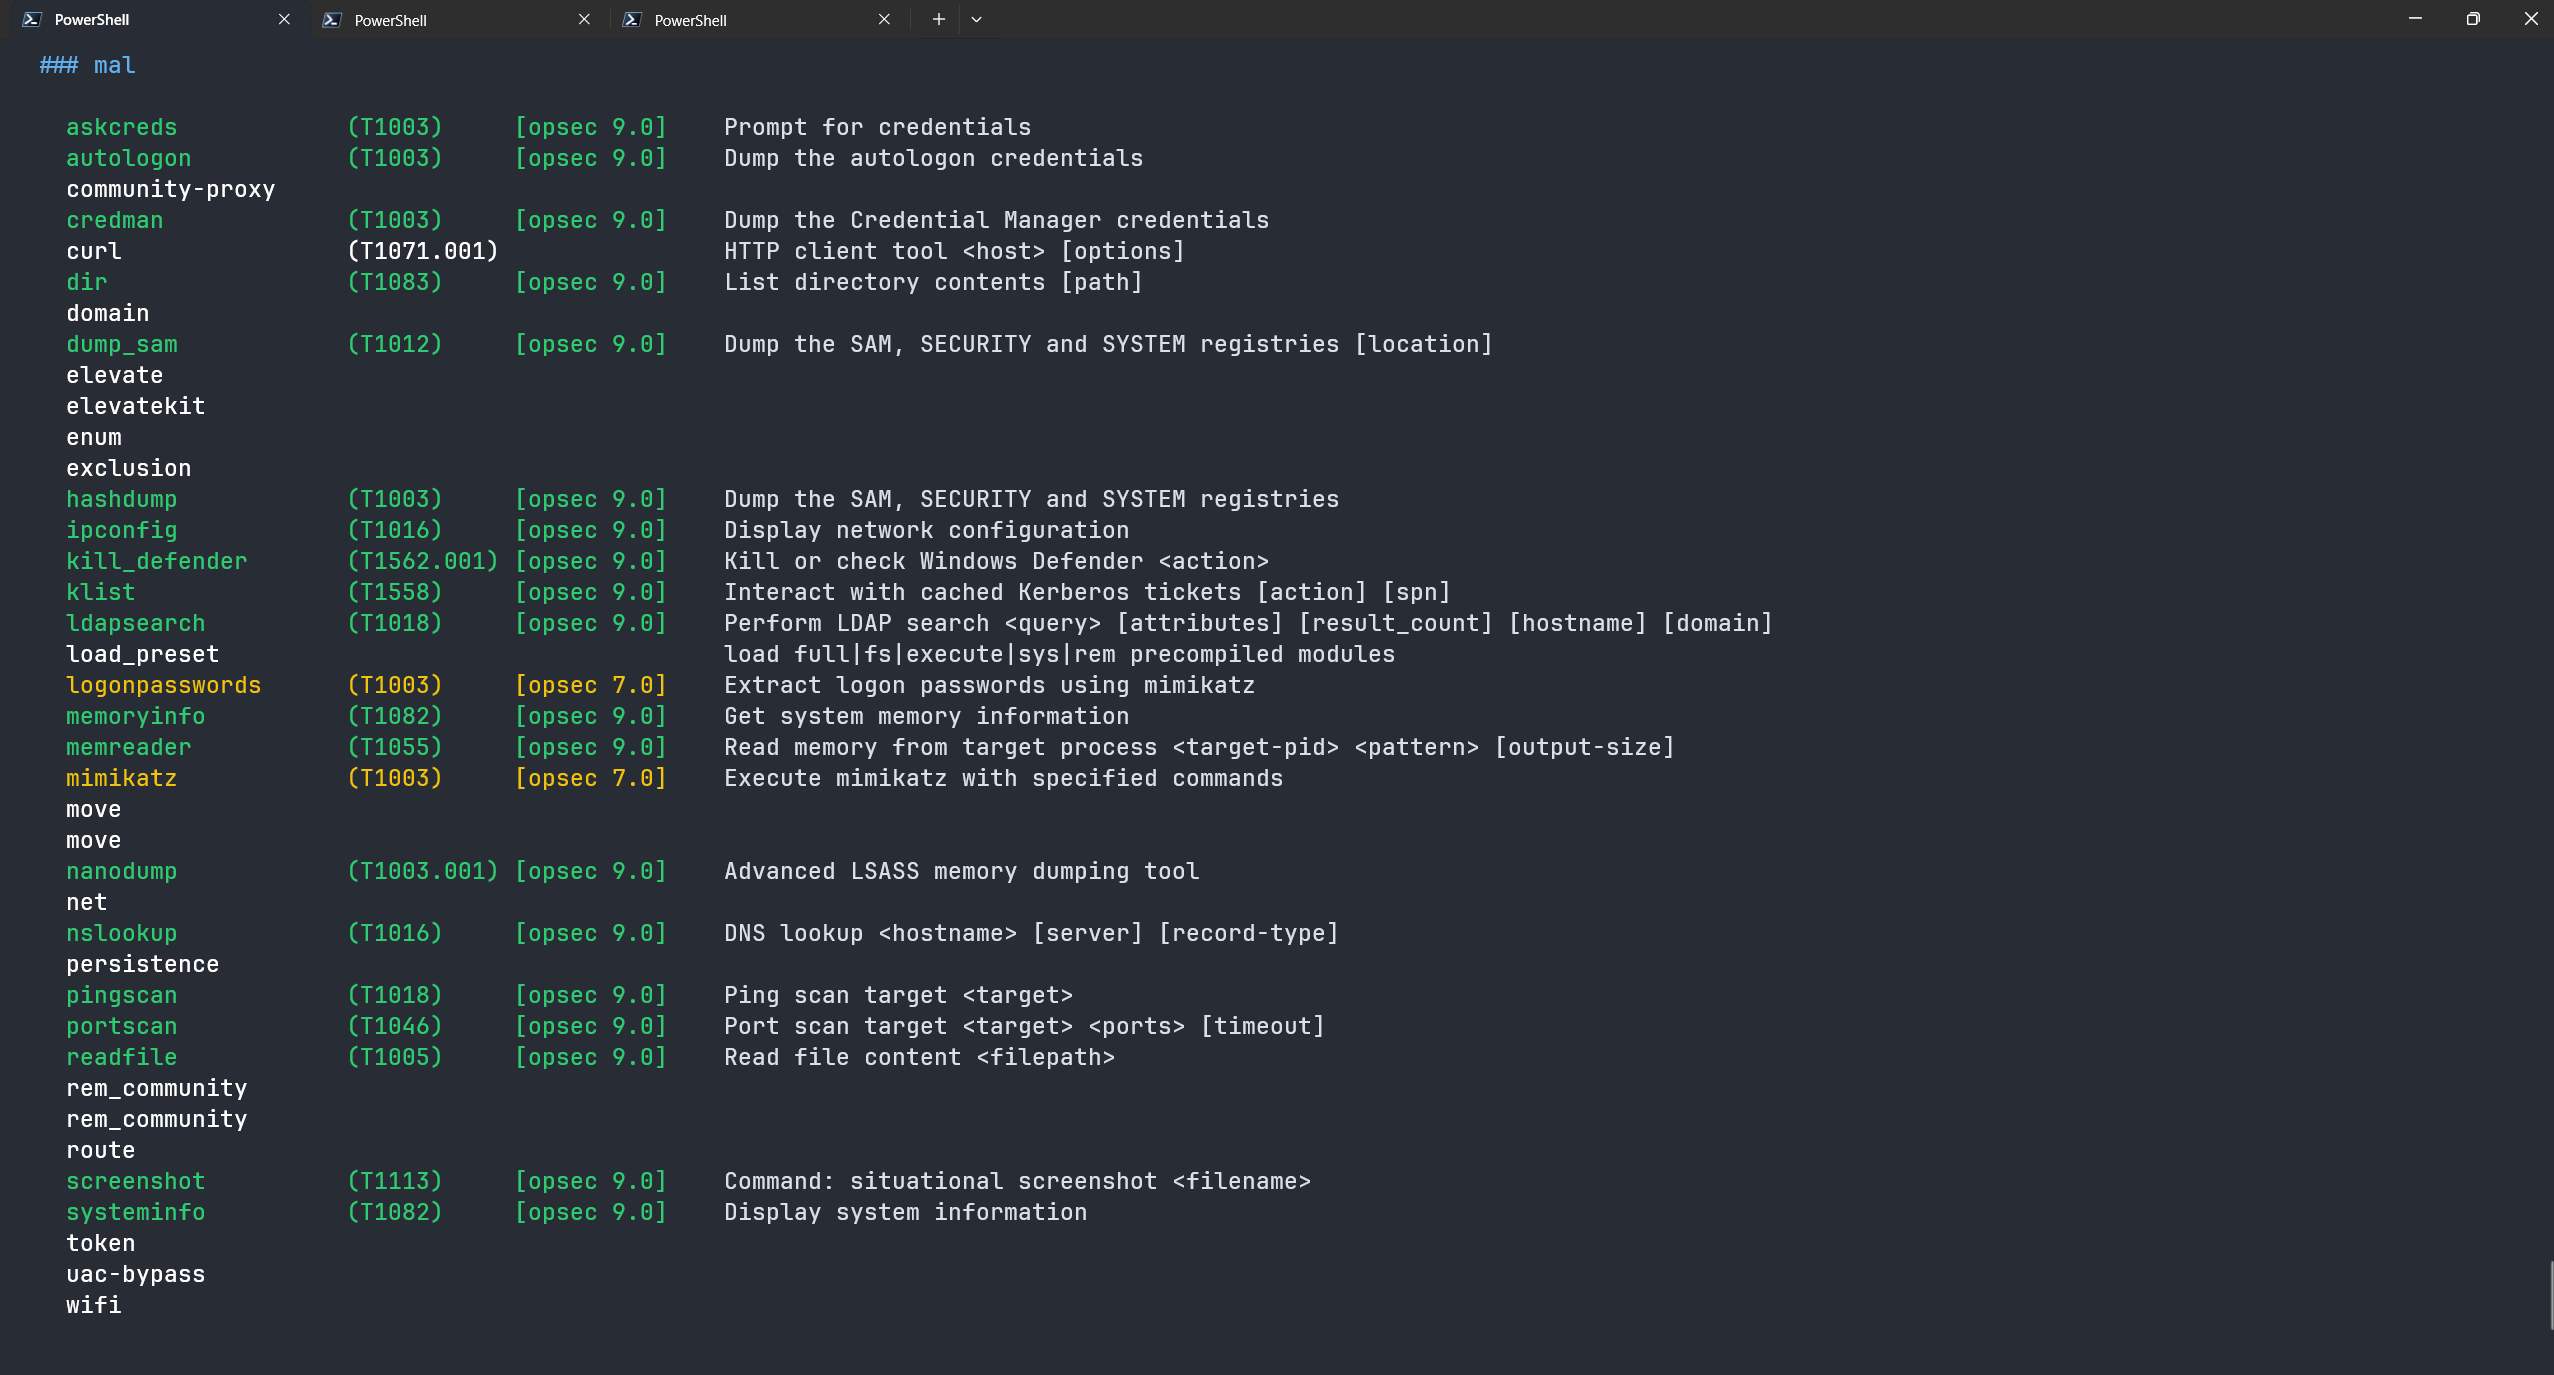 PowerShell PowerShell PowerShell
### mal
askcreds (T1003) [opsec 9.0] Prompt for credentials
autologon (T1003) [opsec 9.0] Dump the autologon credentials
community-proxy
credman (T1003) [opsec 9.0] Dump the Credential Manager credentials
curl (T1071.001) HTTP client tool <host> [options]
dir (T1083) [opsec 9.0] List directory contents [path]
domain
dump_sam (T1012) [opsec 9.0] Dump the SAM, SECURITY and SYSTEM registries [location]
elevate
elevatekit
enum
exclusion
hashdump (T1003) [opsec 9.0] Dump the SAM, SECURITY and SYSTEM registries
ipconfig (T1016) [opsec 9.0] Display network configuration
kill_defender (T1562.001) [opsec 9.0] Kill or check Windows Defender <action>
klist (T1558) [opsec 9.0] Interact with cached Kerberos tickets [action] [spn]
ldapsearch (T1018) [opsec 9.0] Perform LDAP search <query> [attributes] [result_count] [hostname] [domain]
load_preset load full|fs|execute|sys|rem precompiled modules
logonpasswords (T1003) [opsec 7.0] Extract logon passwords using mimikatz
memoryinfo (T1082) [opsec 9.0] Get system memory information
memreader (T1055) [opsec 9.0] Read memory from target process <target-pid> <pattern> [output-size]
mimikatz (T1003) [opsec 7.0] Execute mimikatz with specified commands
move
move
nanodump (T1003.001) [opsec 9.0] Advanced LSASS memory dumping tool
net
nslookup (T1016) [opsec 9.0] DNS lookup <hostname> [server] [record-type]
persistence
pingscan (T1018) [opsec 9.0] Ping scan target <target>
portscan (T1046) [opsec 9.0] Port scan target <target> <ports> [timeout]
readfile (T1005) [opsec 9.0] Read file content <filepath>
rem_community
rem_community
route
screenshot (T1113) [opsec 9.0] Command: situational screenshot <filename>
systeminfo (T1082) [opsec 9.0] Display system information
token
uac-bypass
wifi